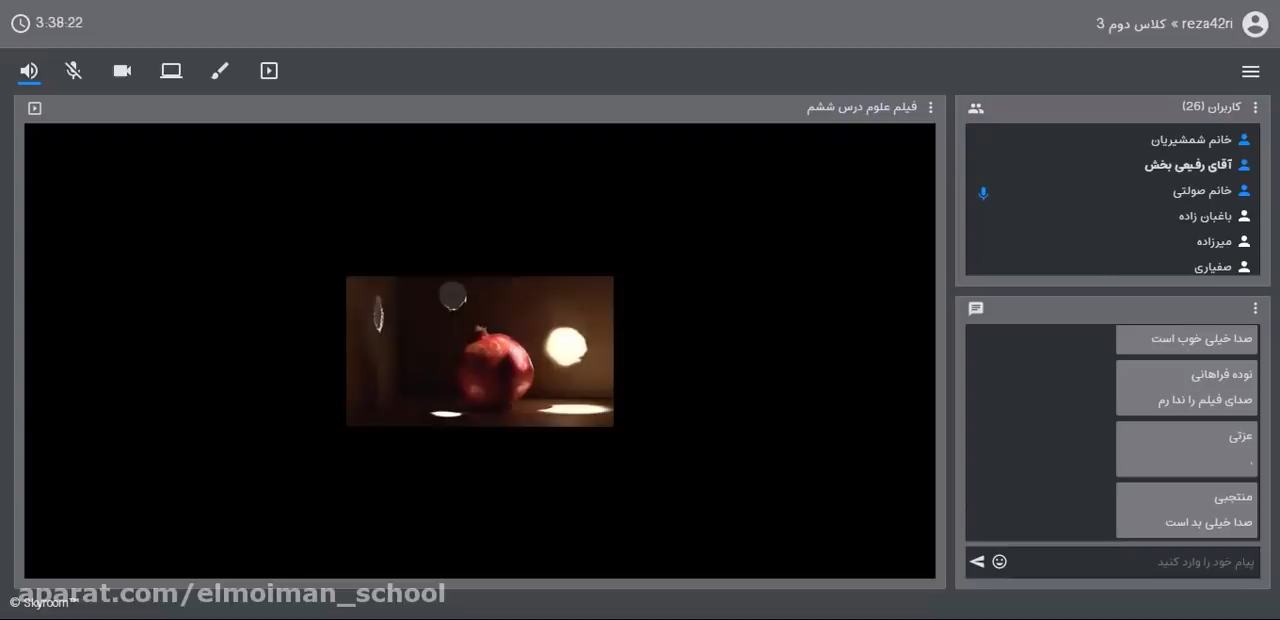 3:38:22
reza42ri » کلاس دوم 3
فیلم علوم درس ششم
کاربران (26)
خانم شمشیریان
آقای رفیعی بخش
خانم صولتی
باغبان زاده
میرزاده
صفیاری
صدا خیلی خوب است
نوده فراهانی
صدای فیلم را ندا رم
عزتی
،
منتجبی
صدا خیلی بد است
پیام خود را وارد کنید
aparat.com/elmoiman_school
© Skyroom™